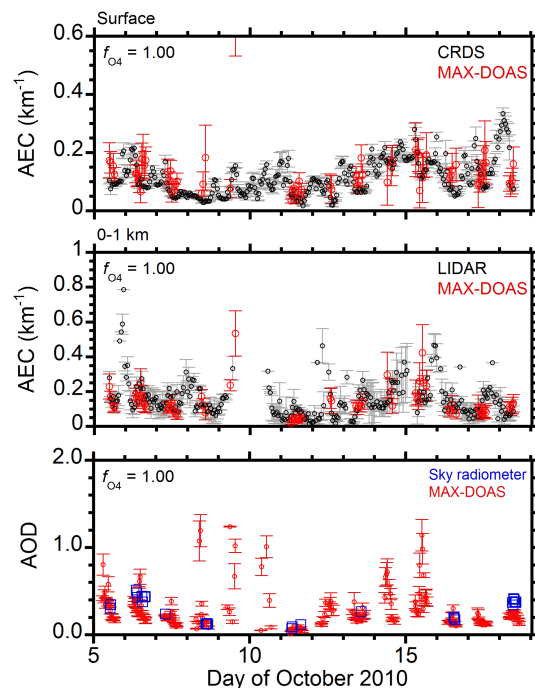 Surface
0.6
f_O4 = 1.00
CRDS
MAX-DOAS
AEC (km⁻¹)
0.4
0.2
0
0-1 km
1
f_O4 = 1.00
LIDAR
MAX-DOAS
0.8
AEC (km⁻¹)
0.6
0.4
0.2
0
2.0
f_O4 = 1.00
Sky radiometer
MAX-DOAS
AOD
1.0
0.0
5
10
15
Day of October 2010